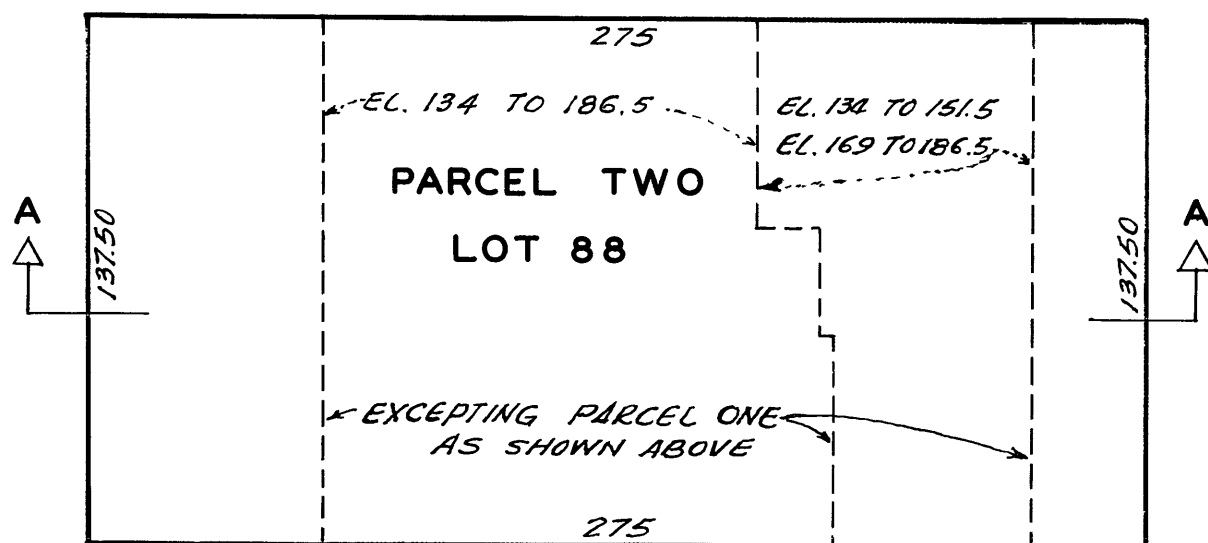 275
EL. 134 TO 186.5
EL. 134 TO 151.5
EL. 169 TO 186.5
PARCEL TWO
LOT 88
A
137.50
137.50
A
EXCEPTING PARCEL ONE
AS SHOWN ABOVE
275